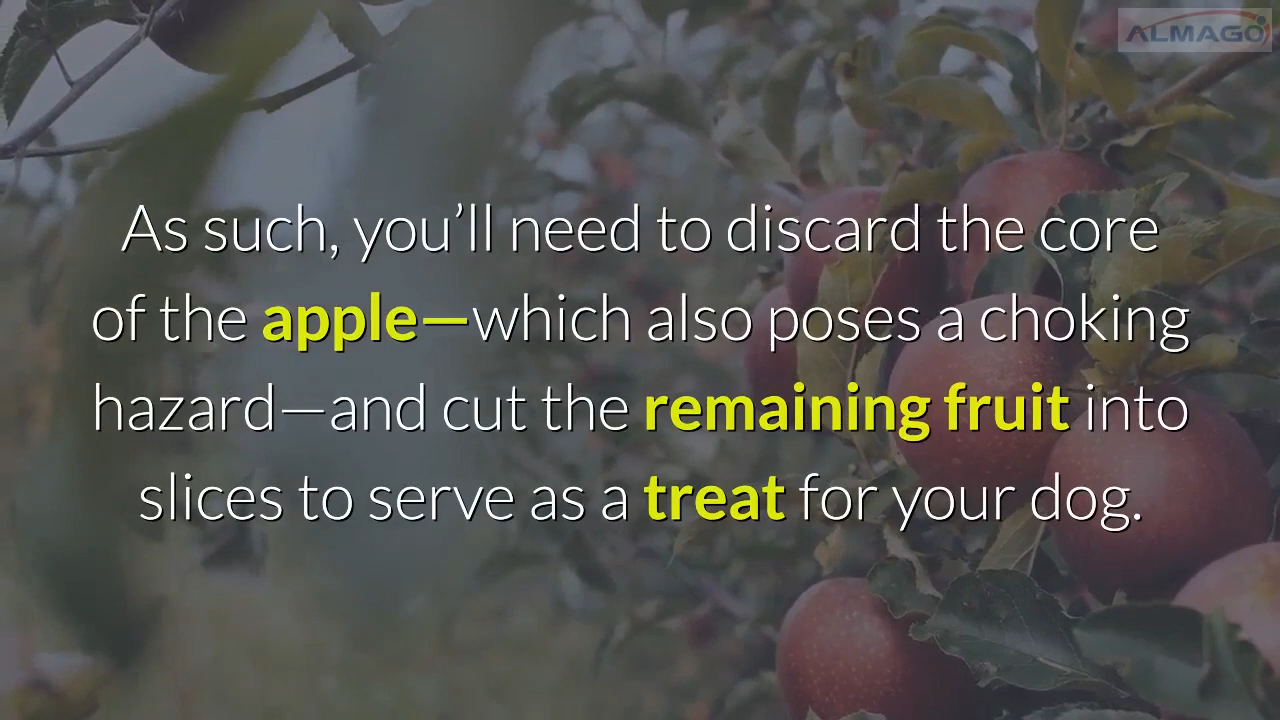 ALMAGO
As such, you’ll need to discard the core
of the apple—which also poses a choking
hazard—and cut the remaining fruit into
slices to serve as a treat for your dog.